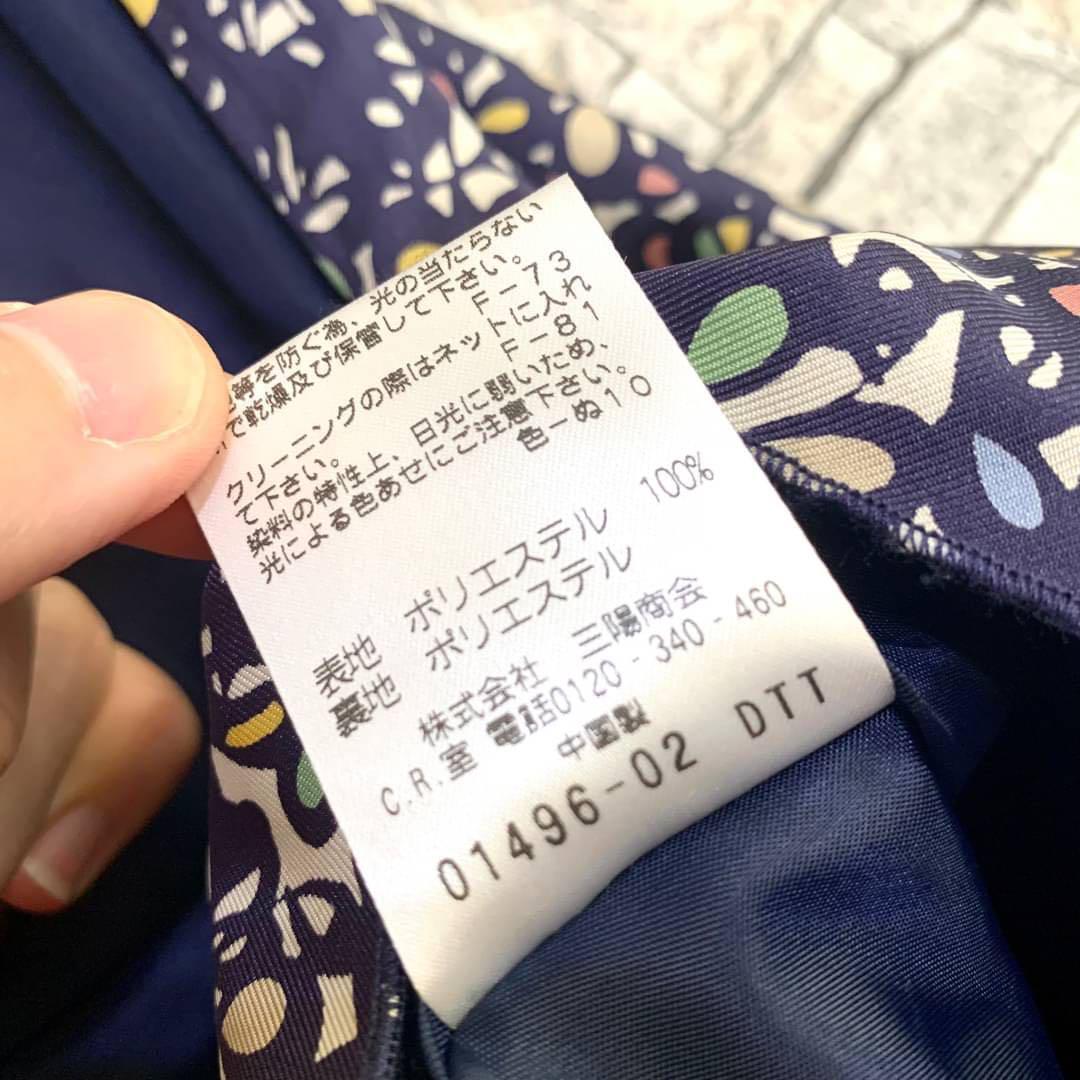 等を防ぐ為、光の当たらない
で乾燥及び保管して下さい。
F-73
クリーニングの際はネットに入れ
て下さい。 F-81
染料の特性上、日光に弱いため、
光による色あせにご注意下さい。
色-ぬ10
表地 ポリエステル 100%
裏地 ポリエステル
株式会社 三陽商会
C.R.室 電話0120-340-460
中国製
01496-02 DTT